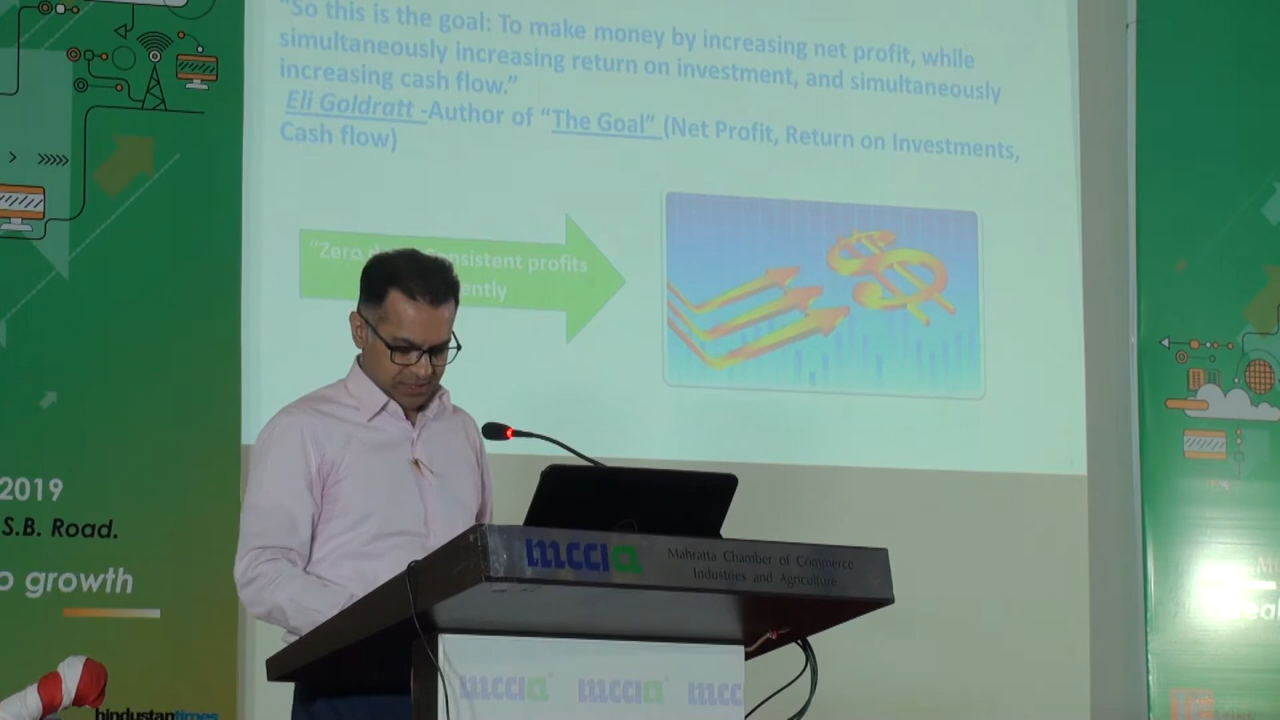 "So this is the goal: To make money by increasing net profit, while
simultaneously increasing return on investment, and simultaneously
increasing cash flow."
Eli Goldratt -Author of "The Goal" (Net Profit, Return on Investments,
Cash flow)
"Zero
nsistent profits
ently
2019
S.B. Road.
o growth
hindustantimes
mccia
Mahratta Chamber of Commerce
Industries and Agriculture
mccia mccia mcc